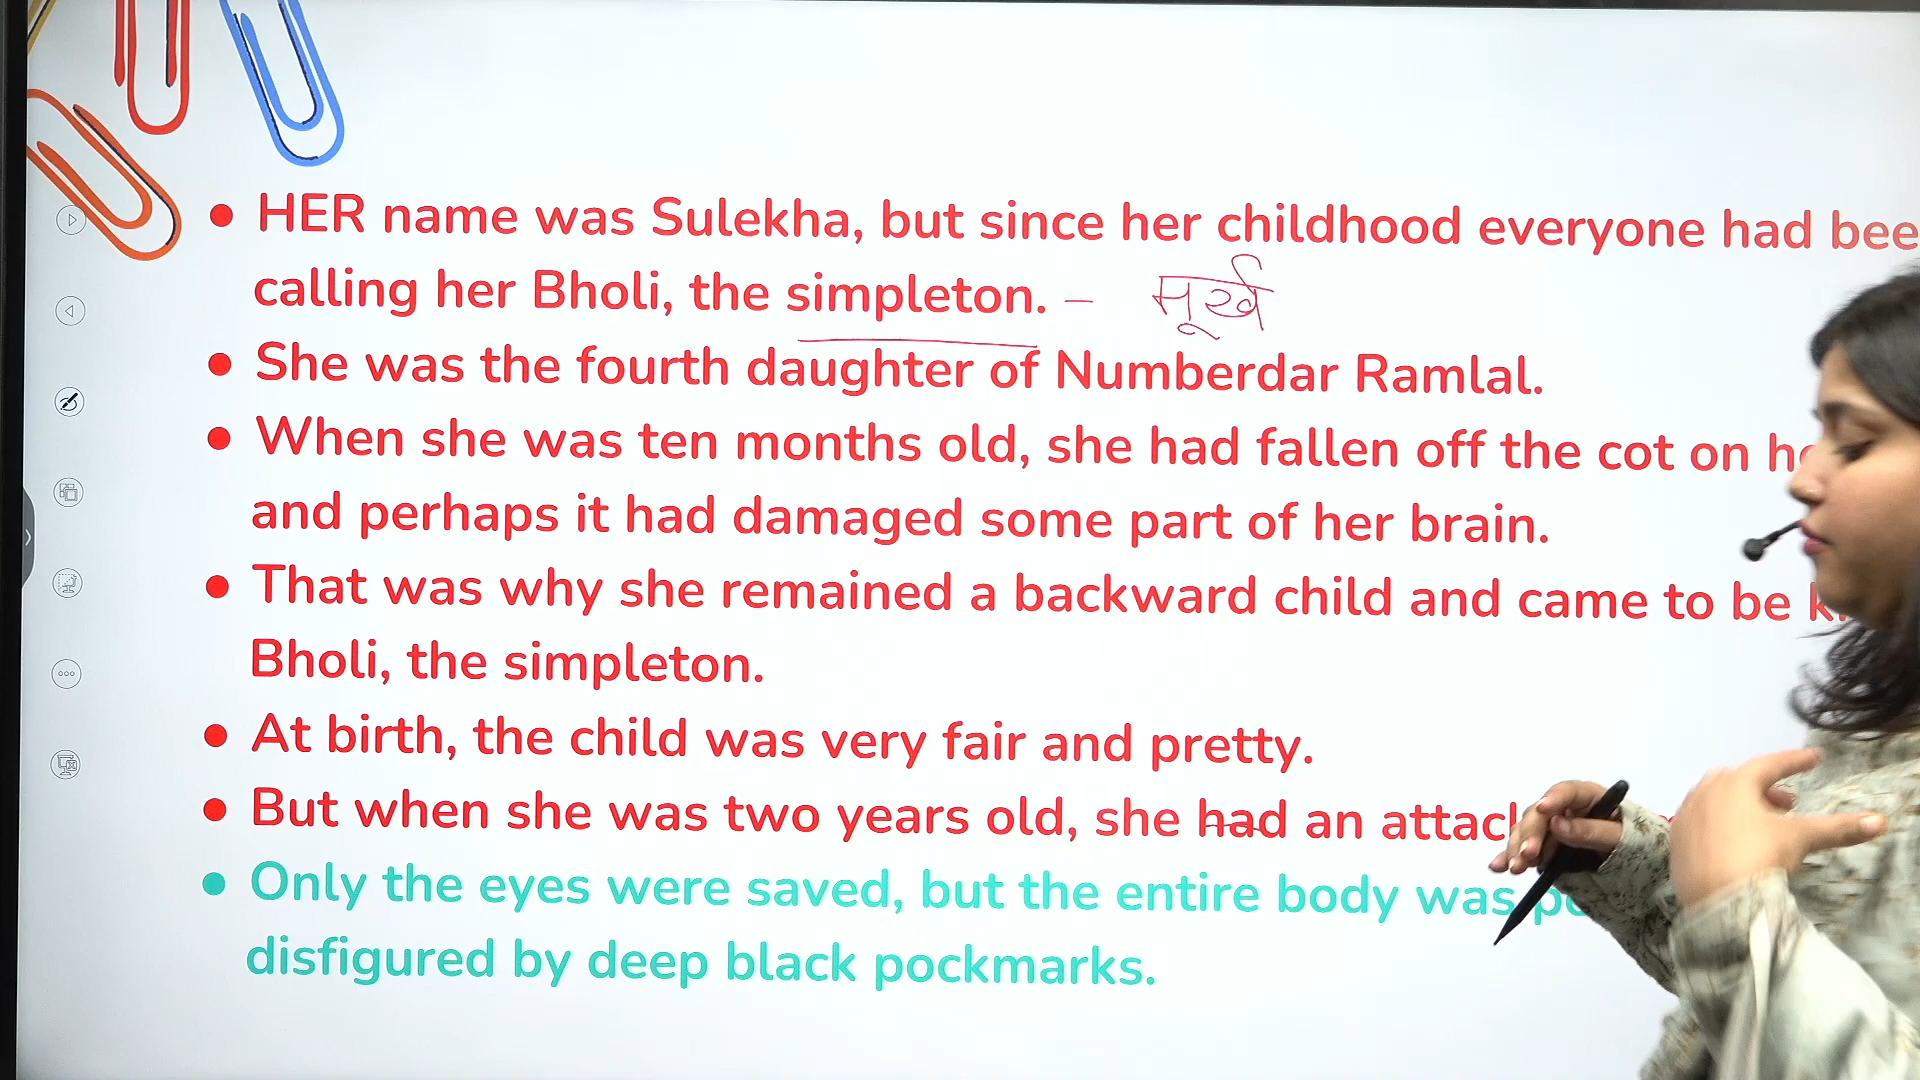 HER name was Sulekha, but since her childhood everyone had bee
calling her Bholi, the simpleton. – मूर्ख
She was the fourth daughter of Numberdar Ramlal.
When she was ten months old, she had fallen off the cot on
and perhaps it had damaged some part of her brain.
That was why she remained a backward child and came to be
Bholi, the simpleton.
At birth, the child was very fair and pretty.
But when she was two years old, she had an attack
Only the eyes were saved, but the entire body was
disfigured by deep black pockmarks.